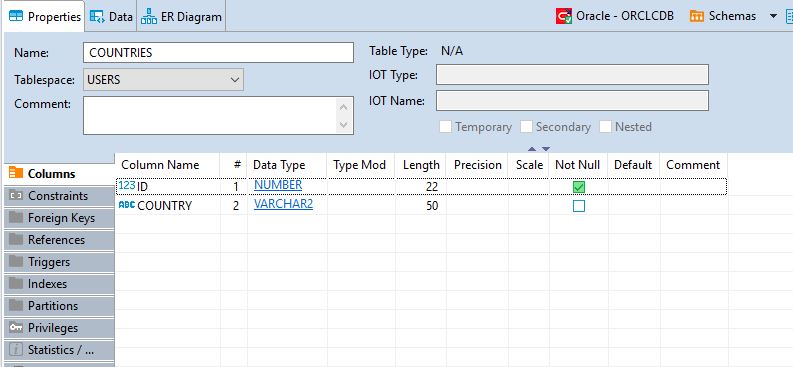 Properties Data ER Diagram Oracle - ORCLCDB Schemas
Name: COUNTRIES Table Type: N/A
Tablespace: USERS IOT Type:
Comment: IOT Name:
Temporary Secondary Nested
Column Name # Data Type Type Mod Length Precision Scale Not Null Default Comment
Columns
123 ID 1 NUMBER 22
Constraints
ABC COUNTRY 2 VARCHAR2 50
Foreign Keys
References
Triggers
Indexes
Partitions
Privileges
Statistics / ...